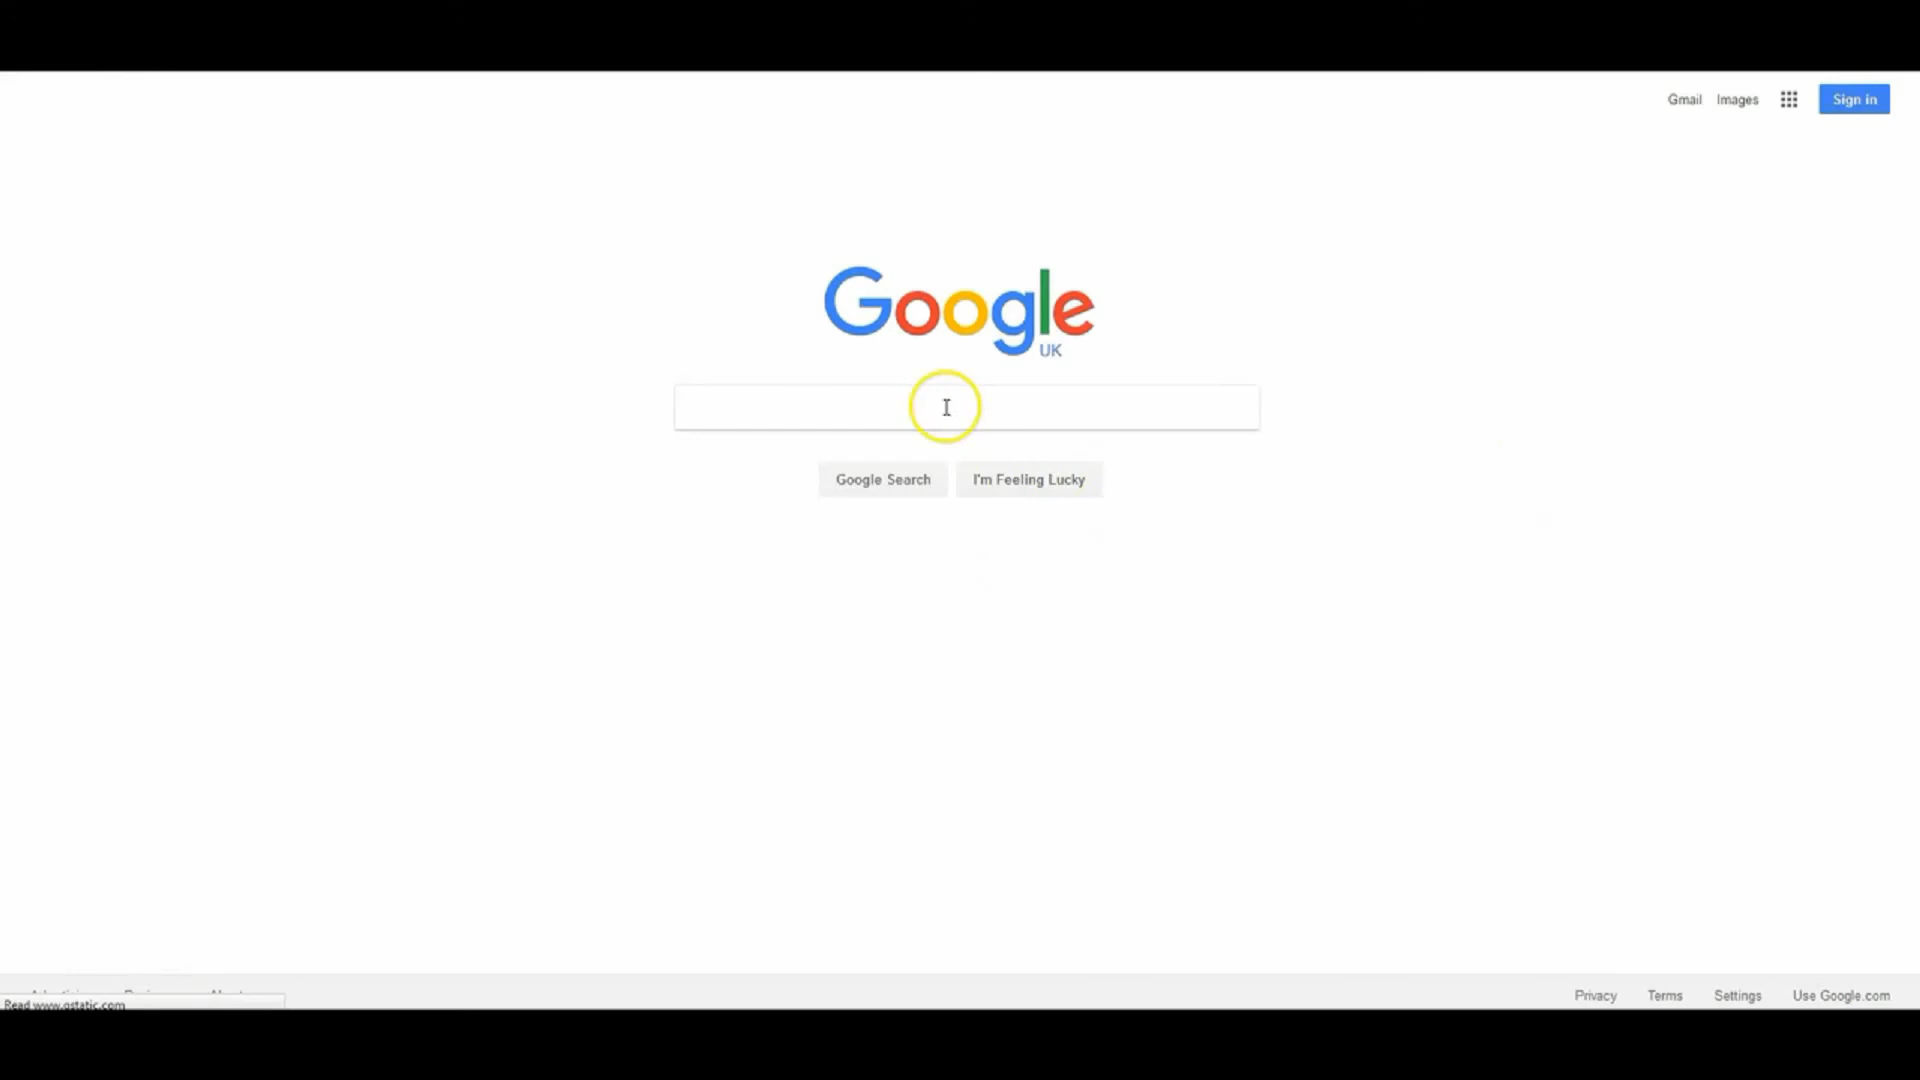 Gmail Images Sign in
Google
UK
Google Search I'm Feeling Lucky
Read www.gstatic.com
Privacy Terms Settings Use Google.com